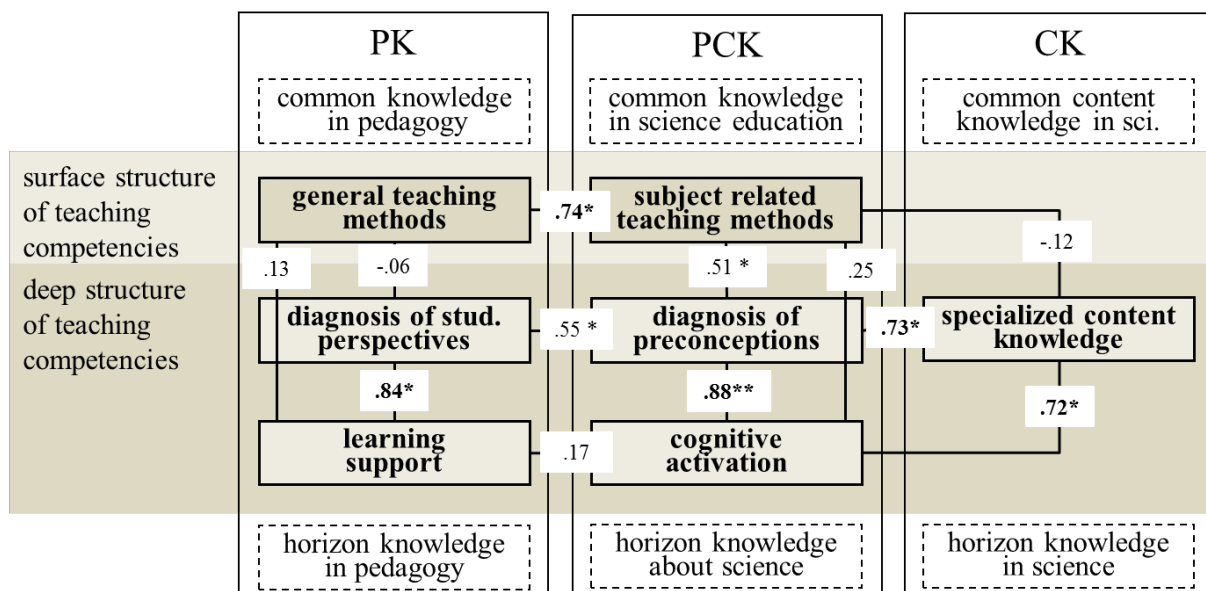 PK
PCK
CK
common knowledge
in pedagogy
common knowledge
in science education
common content
knowledge in sci.
surface structure
of teaching
competencies
general teaching
methods
.74*
subject related
teaching methods
.13
-.06
.51 *
.25
-.12
deep structure
of teaching
competencies
diagnosis of stud.
perspectives
.55 *
diagnosis of
preconceptions
.73*
specialized content
knowledge
.84*
.88**
.72*
learning
support
.17
cognitive
activation
horizon knowledge
in pedagogy
horizon knowledge
about science
horizon knowledge
in science